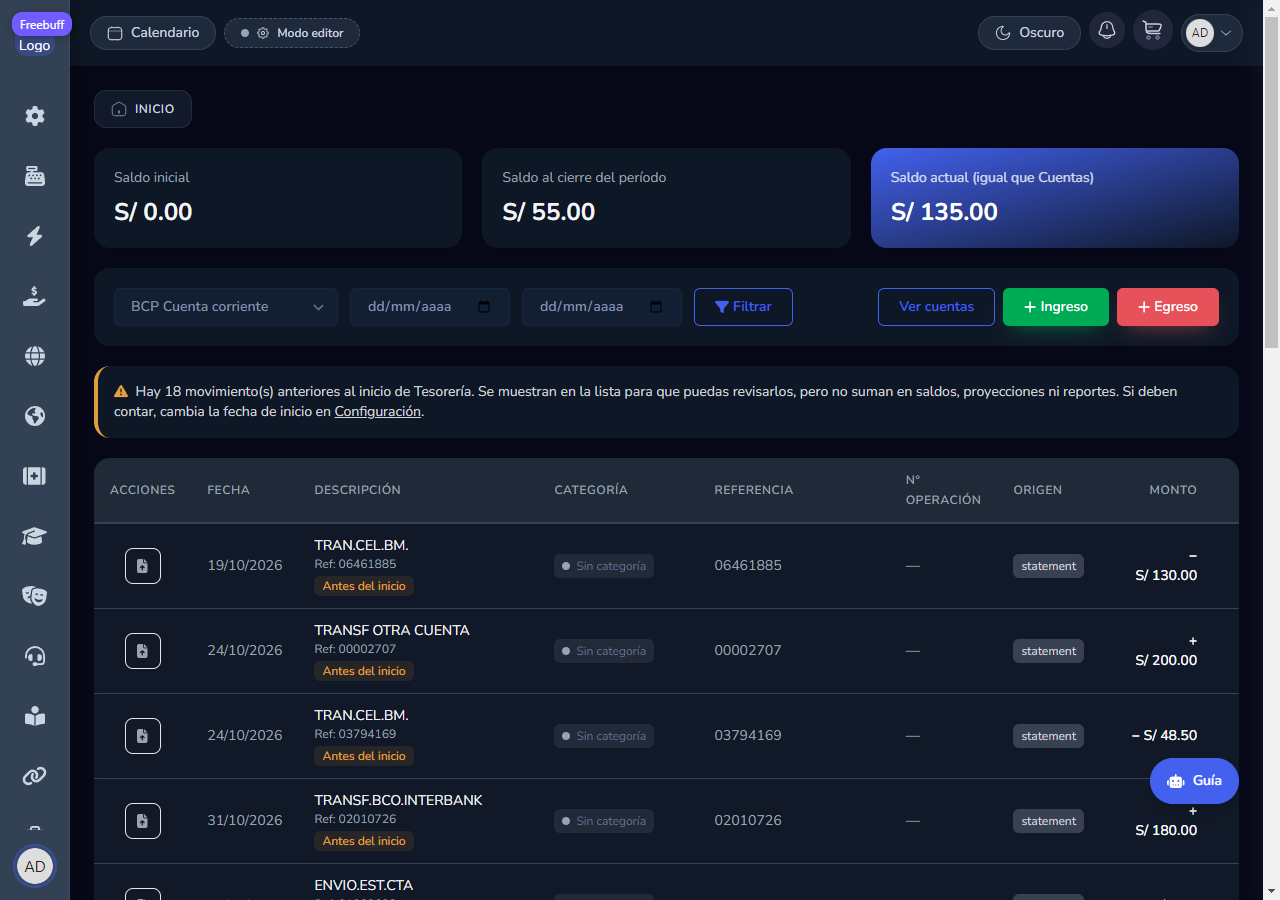 Freebuff
Logo
Calendario
Modo editor
Oscuro
AD
INICIO
Saldo inicial
S/ 0.00
Saldo al cierre del período
S/ 55.00
Saldo actual (igual que Cuentas)
S/ 135.00
BCP Cuenta corriente
dd/mm/aaaa
dd/mm/aaaa
Filtrar
Ver cuentas
+ Ingreso
+ Egreso
Hay 18 movimiento(s) anteriores al inicio de Tesorería. Se muestran en la lista para que puedas revisarlos, pero no suman en saldos, proyecciones ni reportes. Si deben
contar, cambia la fecha de inicio en Configuración.
ACCIONES FECHA DESCRIPCIÓN CATEGORÍA REFERENCIA N° OPERACIÓN ORIGEN MONTO
19/10/2026 TRAN.CEL.BM. Sin categoría 06461885 — statement − S/ 130.00
Ref: 06461885
Antes del inicio
24/10/2026 TRANSF OTRA CUENTA Sin categoría 00002707 — statement + S/ 200.00
Ref: 00002707
Antes del inicio
24/10/2026 TRAN.CEL.BM. Sin categoría 03794169 — statement − S/ 48.50
Ref: 03794169
Antes del inicio
31/10/2026 TRANSF.BCO.INTERBANK Sin categoría 02010726 — statement + S/ 180.00
Ref: 02010726
Antes del inicio
ENVIO.EST.CTA
Guía
AD